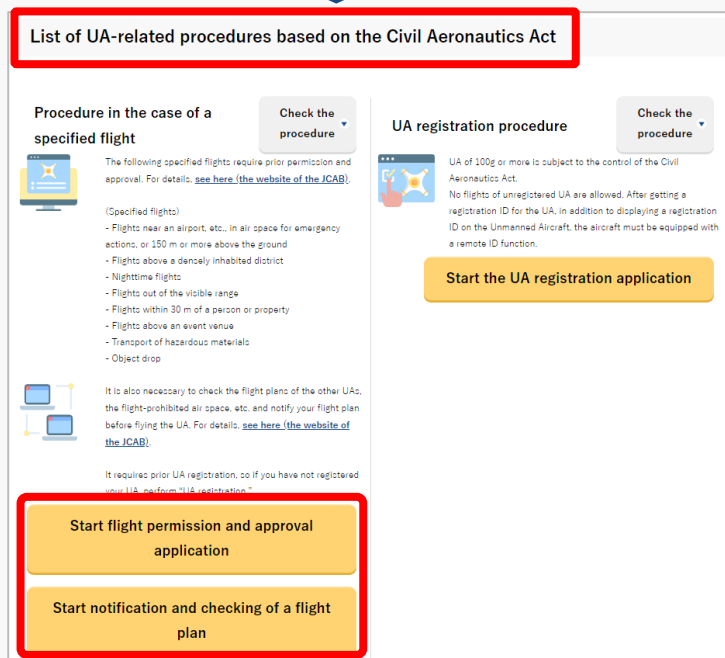 List of UA-related procedures based on the Civil Aeronautics Act
Procedure in the case of a
specified flight
Check the
procedure
The following specified flights require prior permission and
approval. For details, see here (the website of the JCAB).
(Specified flights)
- Flights near an airport, etc., in air space for emergency
actions, or 150 m or more above the ground
- Flights above a densely inhabited district
- Nighttime flights
- Flights out of the visible range
- Flights within 30 m of a person or property
- Flights above an event venue
- Transport of hazardous materials
- Object drop
It is also necessary to check the flight plans of the other UAs,
the flight-prohibited air space, etc. and notify your flight plan
before flying the UA. For details, see here (the website of
the JCAB).
It requires prior UA registration, so if you have not registered
your UA, perform "UA registration."
Start flight permission and approval
application
Start notification and checking of a flight
plan
UA registration procedure
Check the
procedure
UA of 100g or more is subject to the control of the Civil
Aeronautics Act.
No flights of unregistered UA are allowed. After getting a
registration ID for the UA, in addition to displaying a registration
ID on the Unmanned Aircraft, the aircraft must be equipped with
a remote ID function.
Start the UA registration application